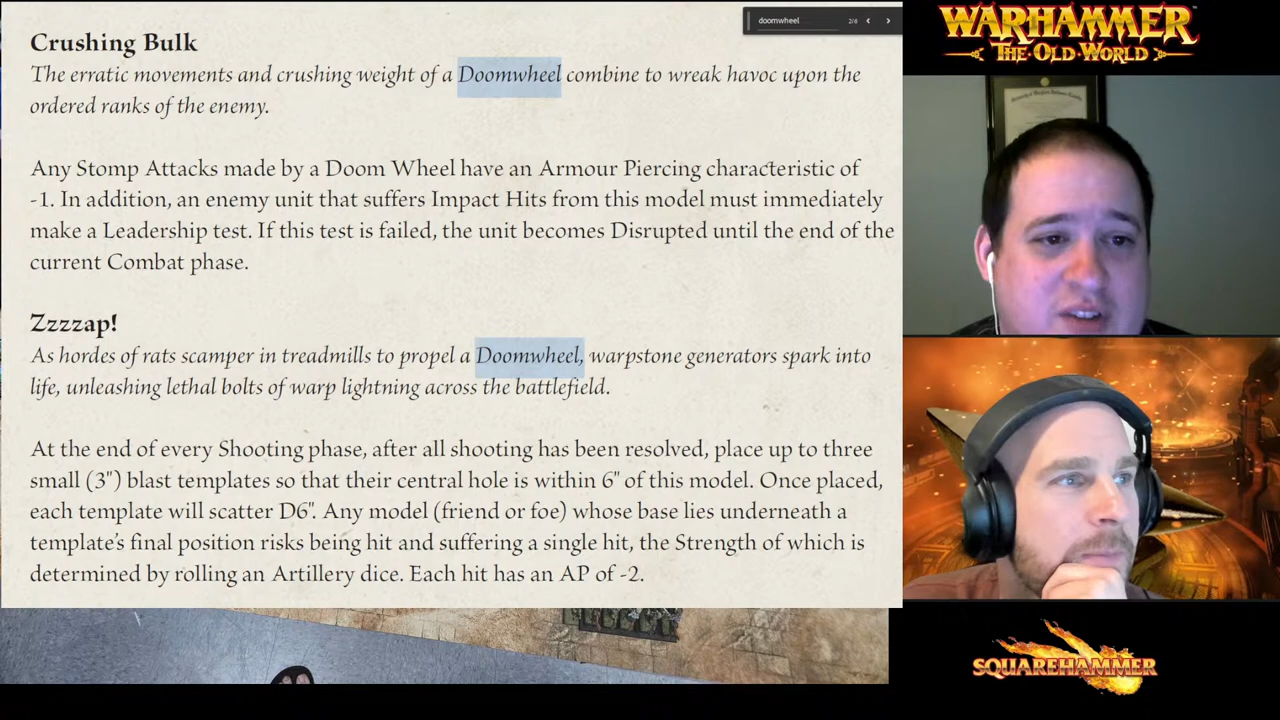 doomwheel 2/6
Crushing Bulk
The erratic movements and crushing weight of a Doomwheel combine to wreak havoc upon the
ordered ranks of the enemy.
Any Stomp Attacks made by a Doom Wheel have an Armour Piercing characteristic of
-1. In addition, an enemy unit that suffers Impact Hits from this model must immediately
make a Leadership test. If this test is failed, the unit becomes Disrupted until the end of the
current Combat phase.
Zzzzap!
As hordes of rats scamper in treadmills to propel a Doomwheel, warpstone generators spark into
life, unleashing lethal bolts of warp lightning across the battlefield.
At the end of every Shooting phase, after all shooting has been resolved, place up to three
small (3") blast templates so that their central hole is within 6" of this model. Once placed,
each template will scatter D6". Any model (friend or foe) whose base lies underneath a
template's final position risks being hit and suffering a single hit, the Strength of which is
determined by rolling an Artillery dice. Each hit has an AP of -2.
WARHAMMER
THE•OLD•WORLD
SQUAREHAMMER